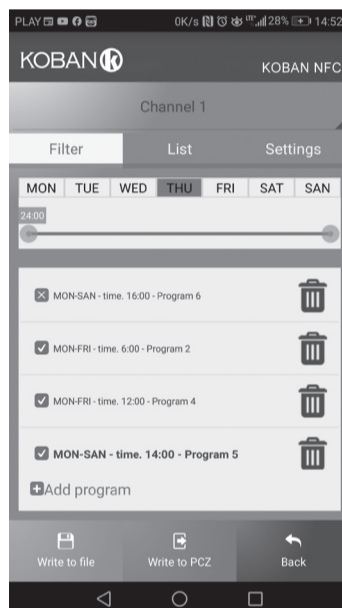 PLAY 0K/s LTE 28% 14:52
KOBAN k
KOBAN NFC
Channel 1
Filter List Settings
MON TUE WED THU FRI SAT SAN
24:00
MON-SAN - time. 16:00 - Program 6
MON-FRI - time. 6:00 - Program 2
MON-FRI - time. 12:00 - Program 4
MON-SAN - time. 14:00 - Program 5
Add program
Write to file Write to PCZ Back